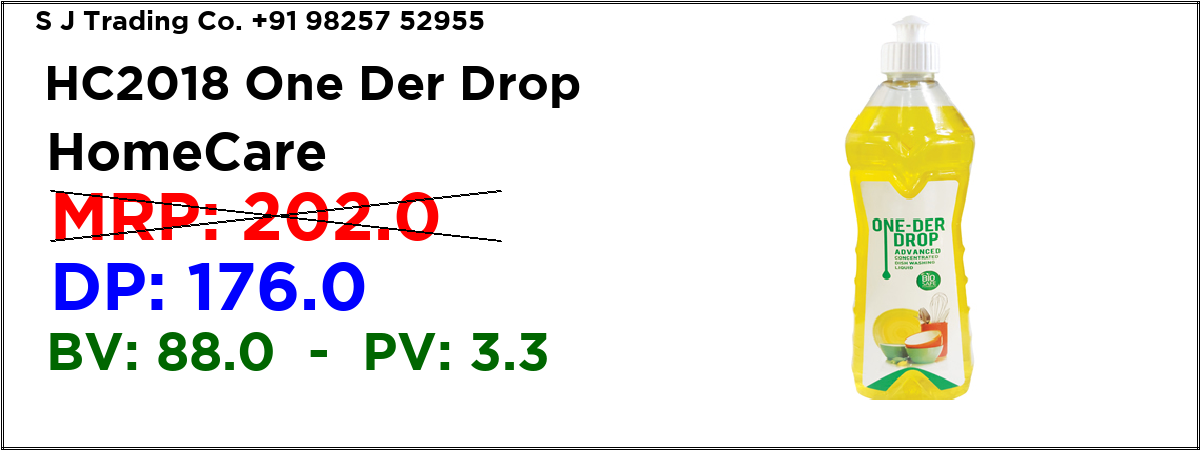 S J Trading Co. +91 98257 52955
HC2018 One Der Drop
HomeCare
MRP: 202.0
DP: 176.0
BV: 88.0 - PV: 3.3
ONE-DER
DROP
ADVANCED
CONCENTRATED
DISH WASHING
LIQUID
BIO
SAFE